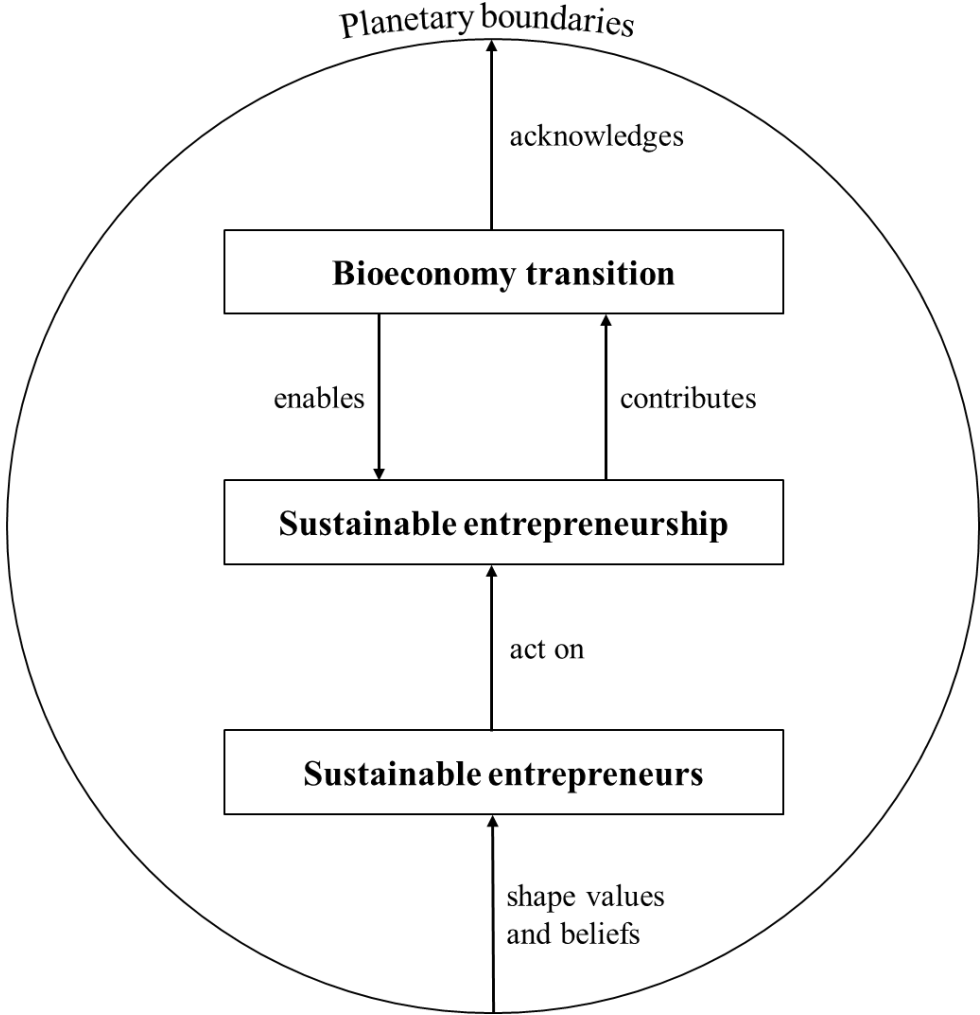 Planetary boundaries
acknowledges
Bioeconomy transition
enables
contributes
Sustainable entrepreneurship
act on
Sustainable entrepreneurs
shape values
and beliefs